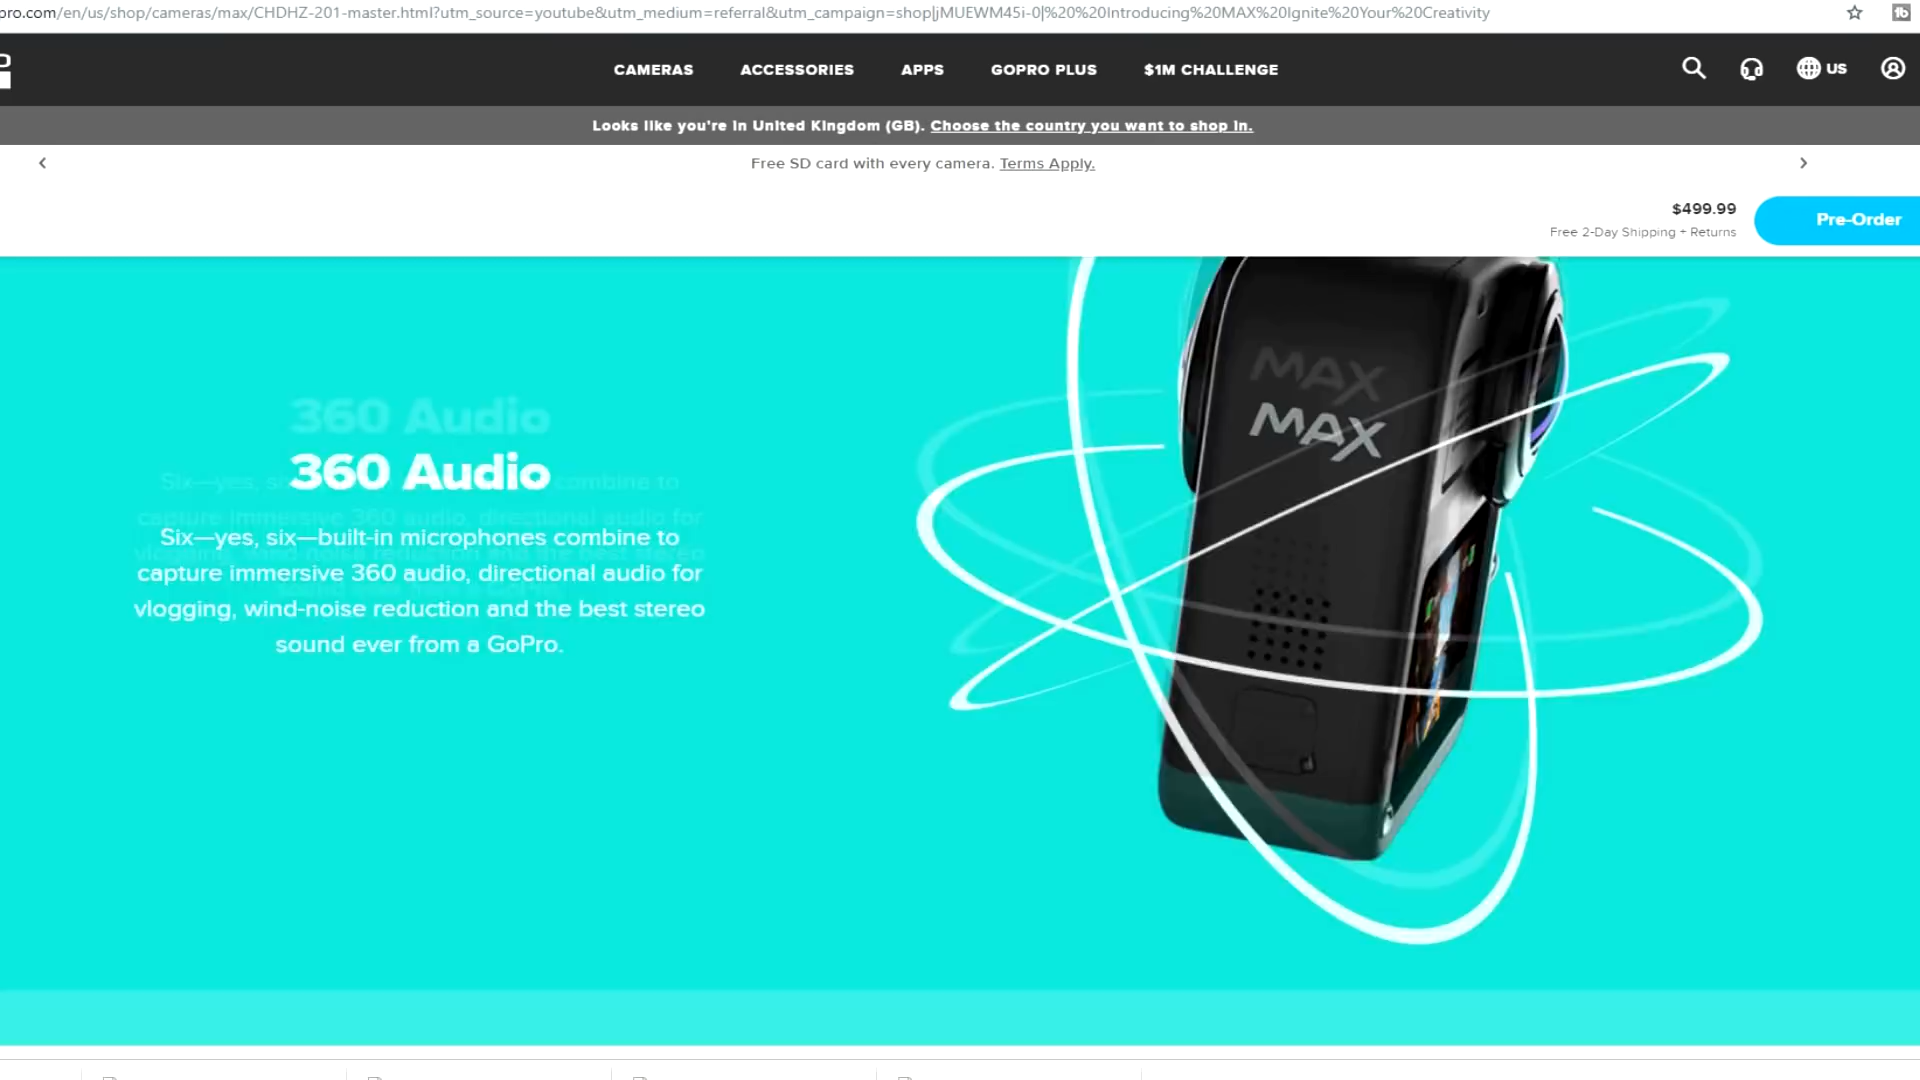 pro.com/en/us/shop/cameras/max/CHDHZ-201-master.html?utm_source=youtube&utm_medium=referral&utm_campaign=shop|jMUEWM45i-0|%20%20Introducing%20MAX%20Ignite%20Your%20Creativity
CAMERAS ACCESSORIES APPS GOPRO PLUS $1M CHALLENGE US
Looks like you're in United Kingdom (GB). Choose the country you want to shop in.
Free SD card with every camera. Terms Apply.
$499.99
Free 2-Day Shipping + Returns
Pre-Order
MAX
MAX
360 Audio
360 Audio
Six—yes, six—built-in microphones combine to
capture immersive 360 audio, directional audio for
vlogging, wind-noise reduction and the best stereo
sound ever from a GoPro.